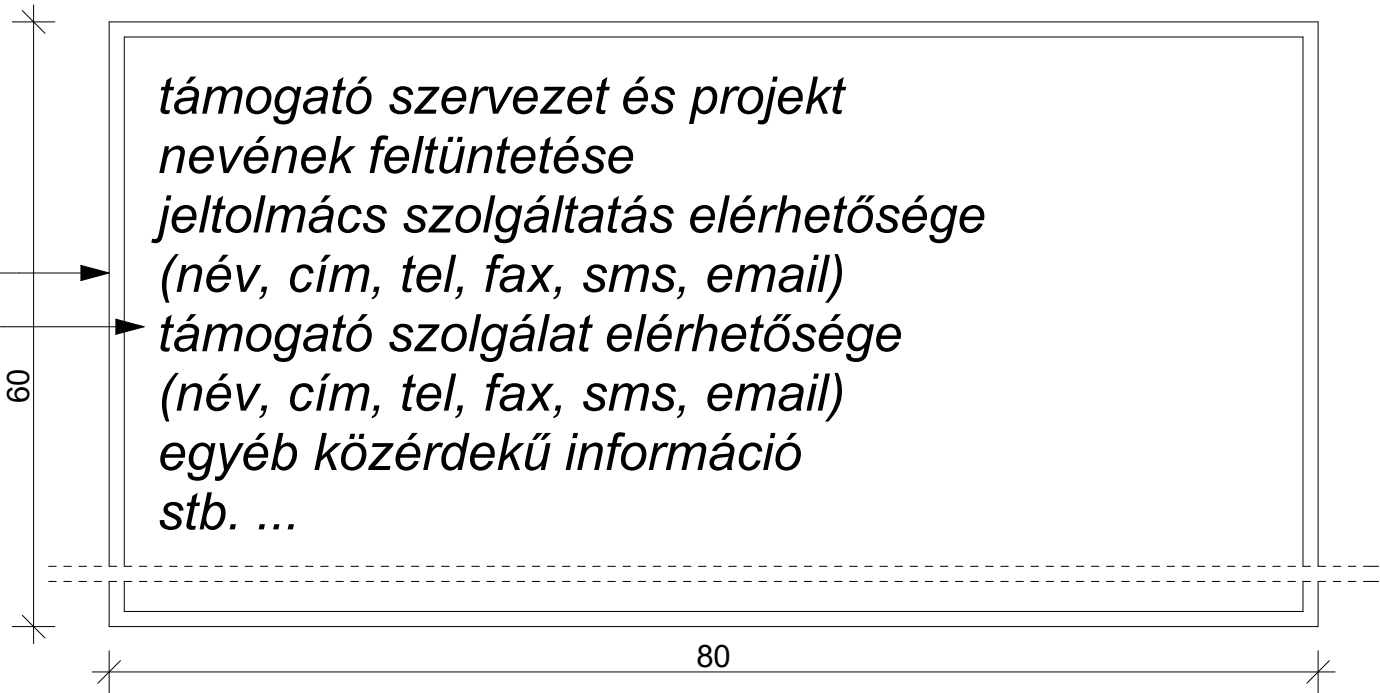 támogató szervezet és projekt
nevének feltüntetése
jeltolmács szolgáltatás elérhetősége
(név, cím, tel, fax, sms, email)
támogató szolgálat elérhetősége
(név, cím, tel, fax, sms, email)
egyéb közérdekű információ
stb. ...
60
80